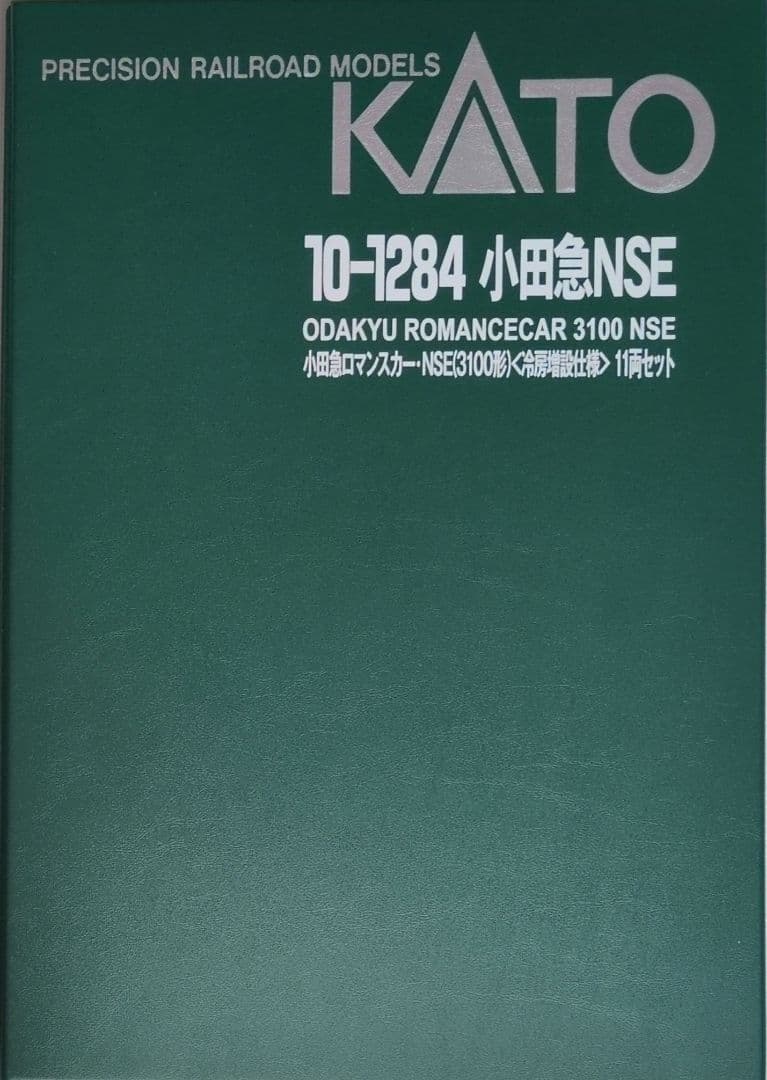 PRECISION RAILROAD MODELS
KATO
10-1284 小田急NSE
ODAKYU ROMANCECAR 3100 NSE
小田急ロマンスカー・NSE(3100形)<冷房増設仕様> 11両セット